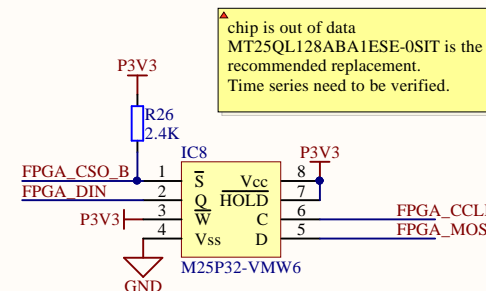 chip is out of data
MT25QL128ABA1ESE-0SIT is the
recommended replacement.
Time series need to be verified.
P3V3
R26
2.4K
IC8
P3V3
FPGA_CSO_B 1 S Vcc 8
FPGA_DIN 2 Q HOLD 7
P3V3 3 W C 6 FPGA_CCL
4 Vss D 5 FPGA_MOS
M25P32-VMW6
GND